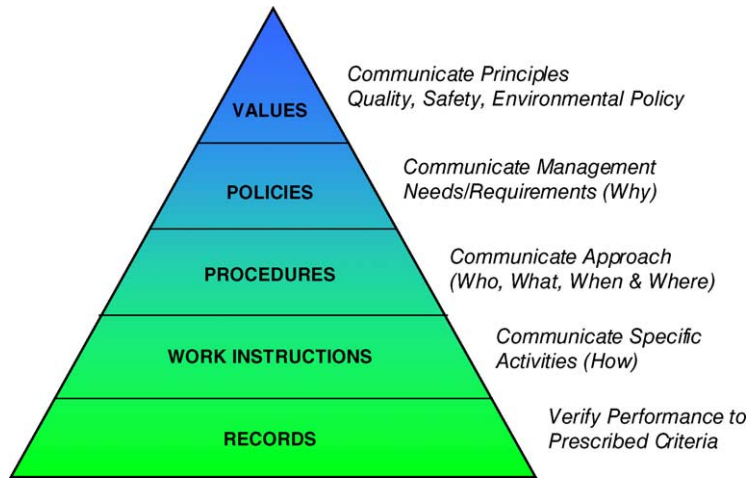 Communicate Principles
Quality, Safety, Environmental Policy
VALUES
Communicate Management
Needs/Requirements (Why)
POLICIES
Communicate Approach
(Who, What, When & Where)
PROCEDURES
Communicate Specific
Activities (How)
WORK INSTRUCTIONS
Verify Performance to
Prescribed Criteria
RECORDS